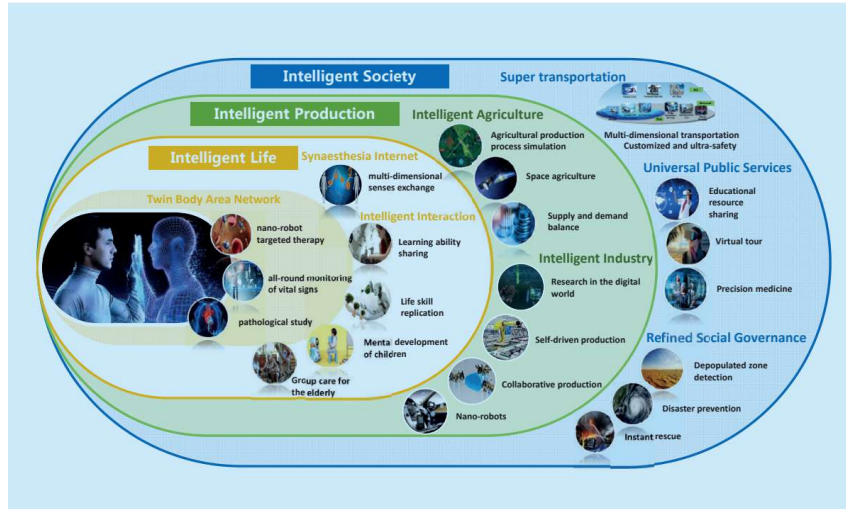 Intelligent Society
Super transportation
Multi-dimensional transportation
Customized and ultra-safety
Intelligent Production
Intelligent Agriculture
Agricultural production
process simulation
Space agriculture
Supply and demand
balance
Intelligent Life
Synaesthesia Internet
multi-dimensional
senses exchange
Twin Body Area Network
nano-robot
targeted therapy
all-round monitoring
of vital signs
pathological study
Intelligent Interaction
Learning ability
sharing
Life skill
replication
Mental development
of children
Group care for
the elderly
Intelligent Industry
Research in the digital
world
Self-driven production
Collaborative production
Nano-robots
Universal Public Services
Educational
resource
sharing
Virtual tour
Precision medicine
Refined Social Governance
Depopulated zone
detection
Disaster prevention
Instant rescue